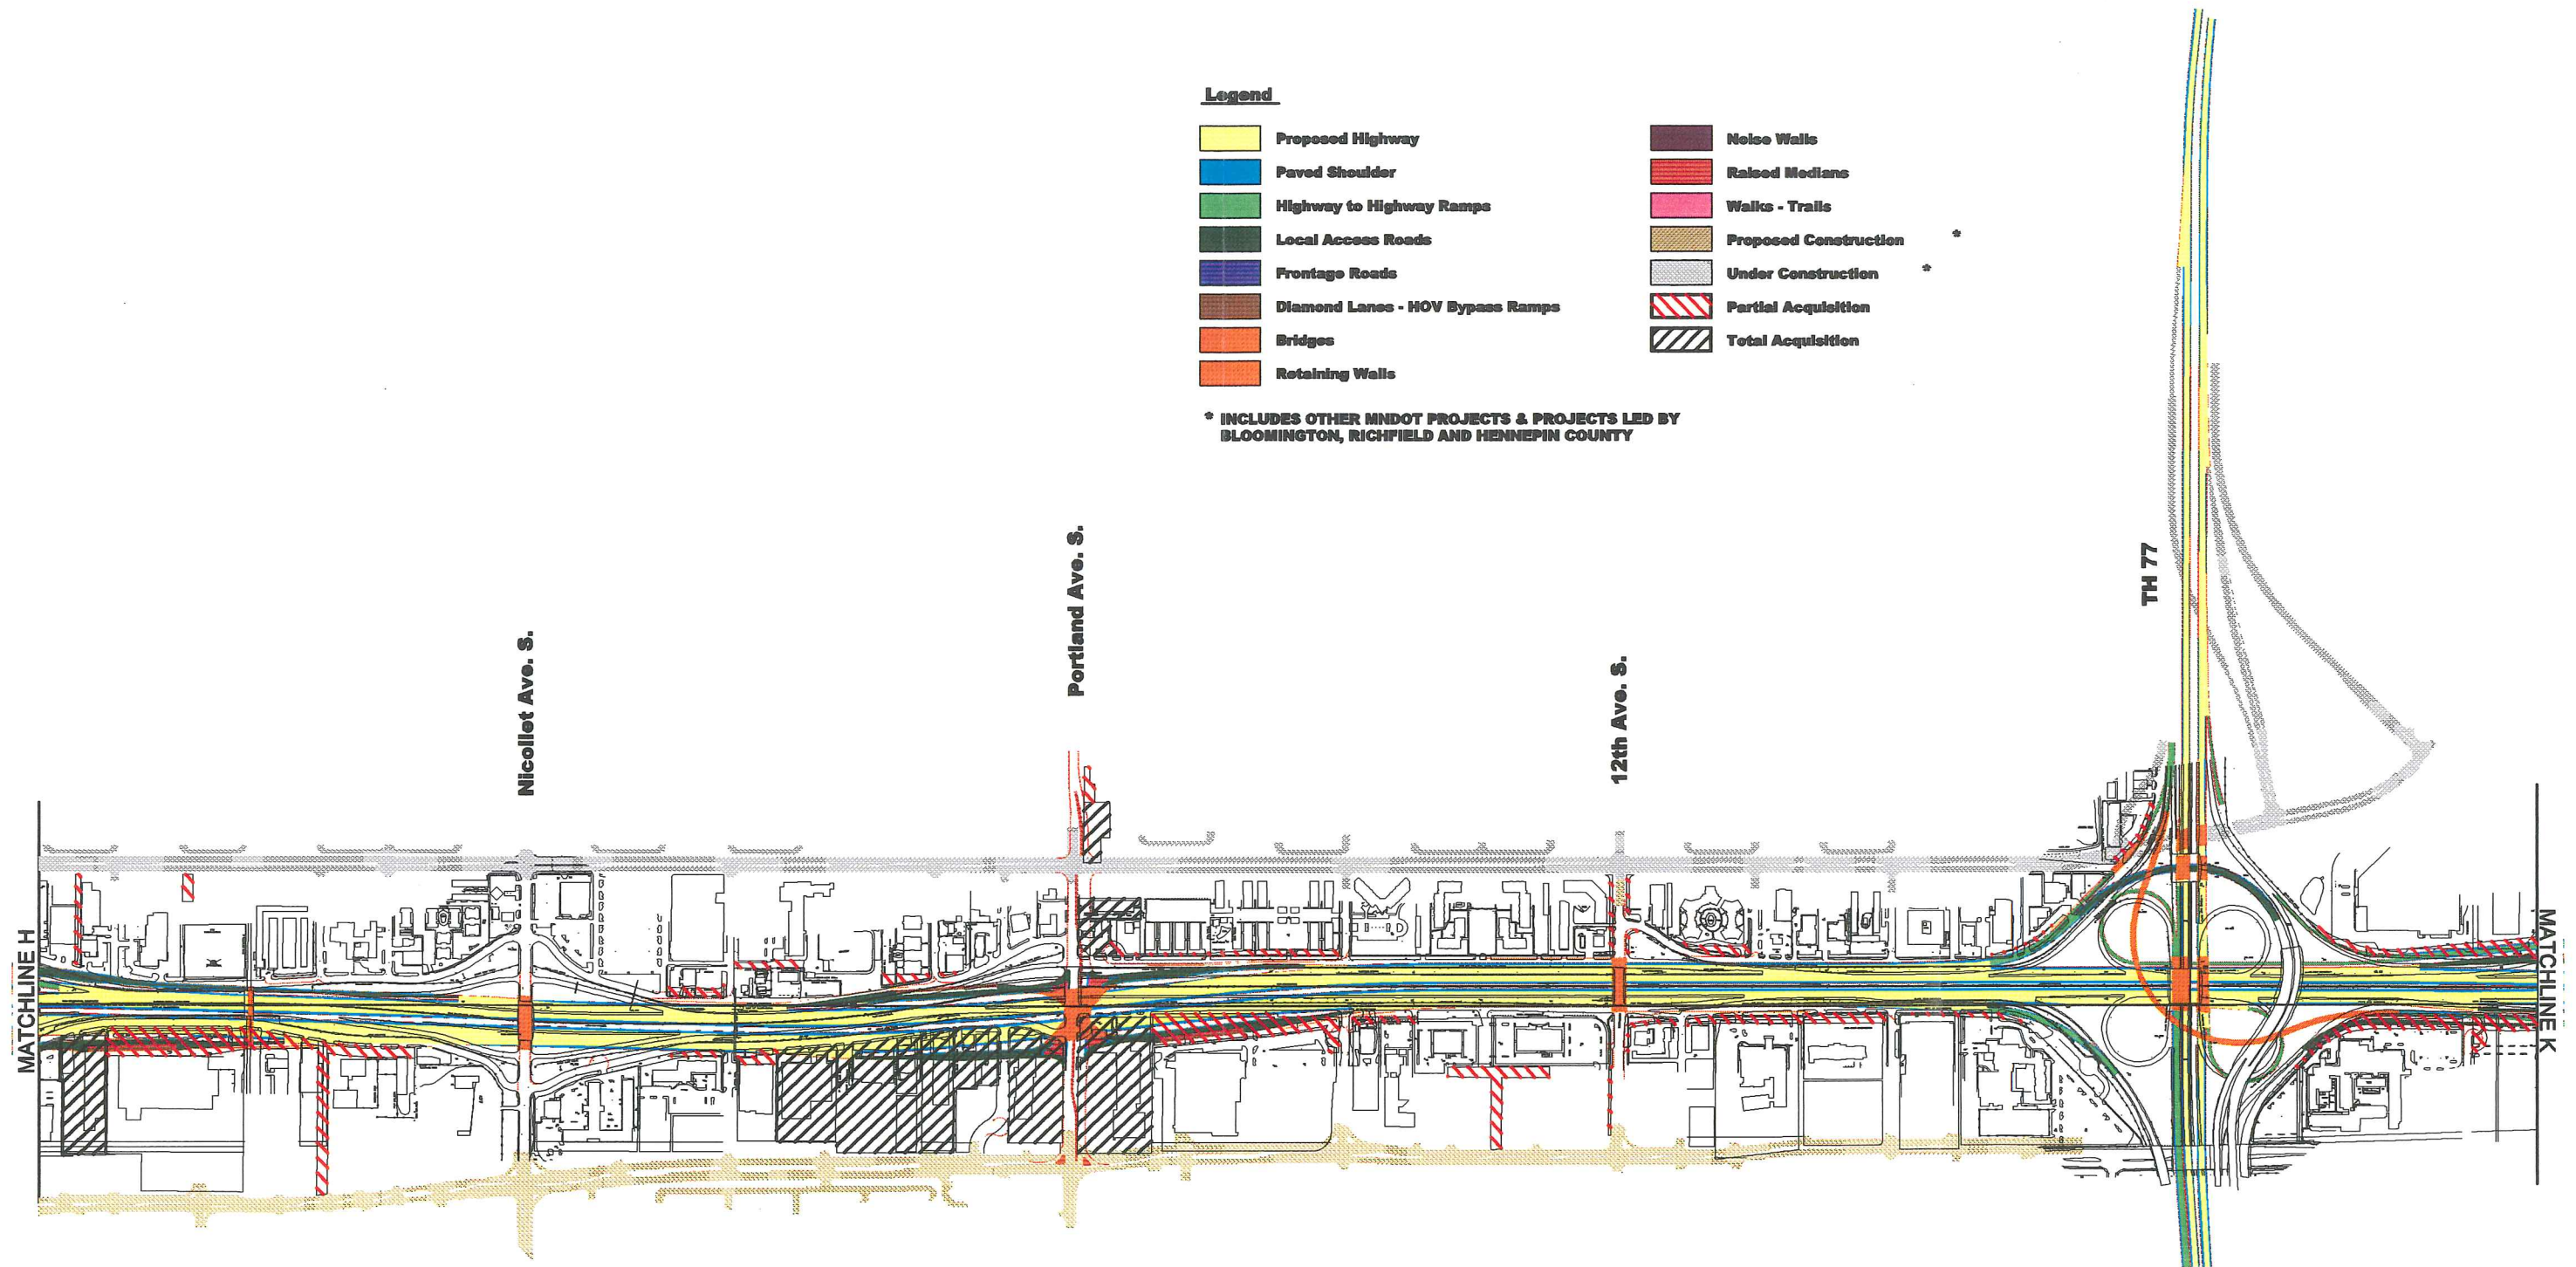 Legend
Proposed Highway
Paved Shoulder
Highway to Highway Ramps
Local Access Roads
Frontage Roads
Diamond Lanes - HOV Bypass Ramps
Bridges
Retaining Walls
Noise Walls
Raised Medians
Walks - Trails
Proposed Construction *
Under Construction *
Partial Acquisition
Total Acquisition
* INCLUDES OTHER MNDOT PROJECTS & PROJECTS LED BY
BLOOMINGTON, RICHFIELD AND HENNEPIN COUNTY
MATCHLINE H
Nicollet Ave. S.
Portland Ave. S.
12th Ave. S.
TH 77
MATCHLINE K